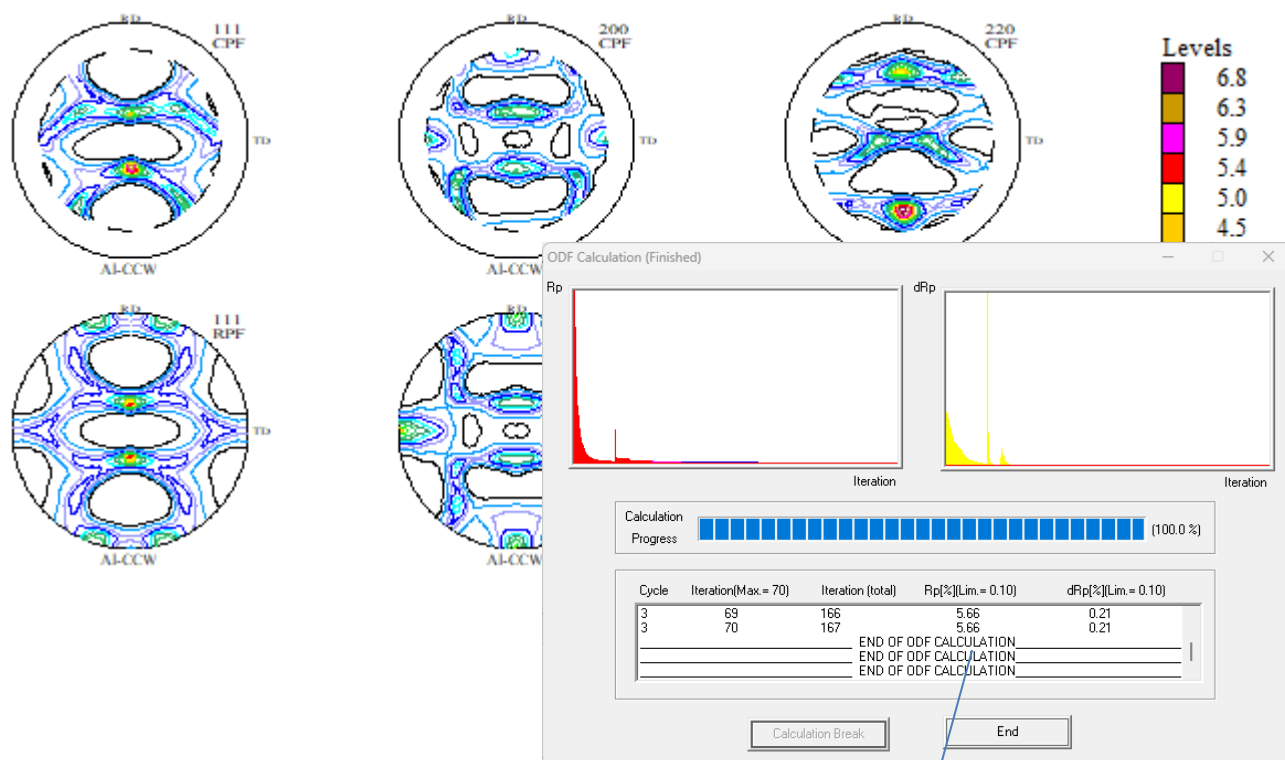 RD
111
CPF
TD
Al-CCW
RD
200
CPF
TD
Al-CCW
RD
220
CPF
TD
Levels
6.8
6.3
5.9
5.4
5.0
4.5
RD
111
RPF
TD
Al-CCW
RD
Al-CC
ODF Calculation (Finished)
Rp
Iteration
dRp
Iteration
Calculation
Progress
(100.0 %)
Cycle Iteration(Max.= 70) Iteration (total) Rp[%](Lim.= 0.10) dRp[%](Lim.= 0.10)
3 69 166 5.66 0.21
3 70 167 5.66 0.21
END OF ODF CALCULATION
END OF ODF CALCULATION
END OF ODF CALCULATION
Calculation Break
End